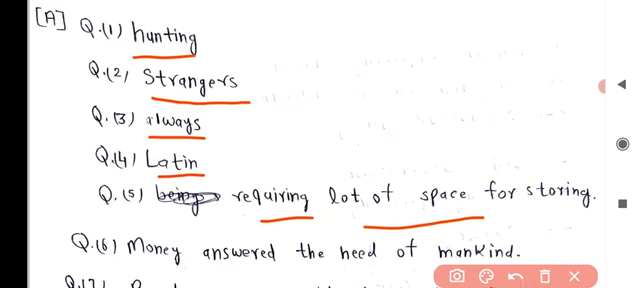 [A] Q.(1) hunting
Q.(2) Strangers
Q.(3) always
Q.(4) Latin
Q.(5) requiring lot of space for storing.
Q.(6) Money answered the need of mankind.